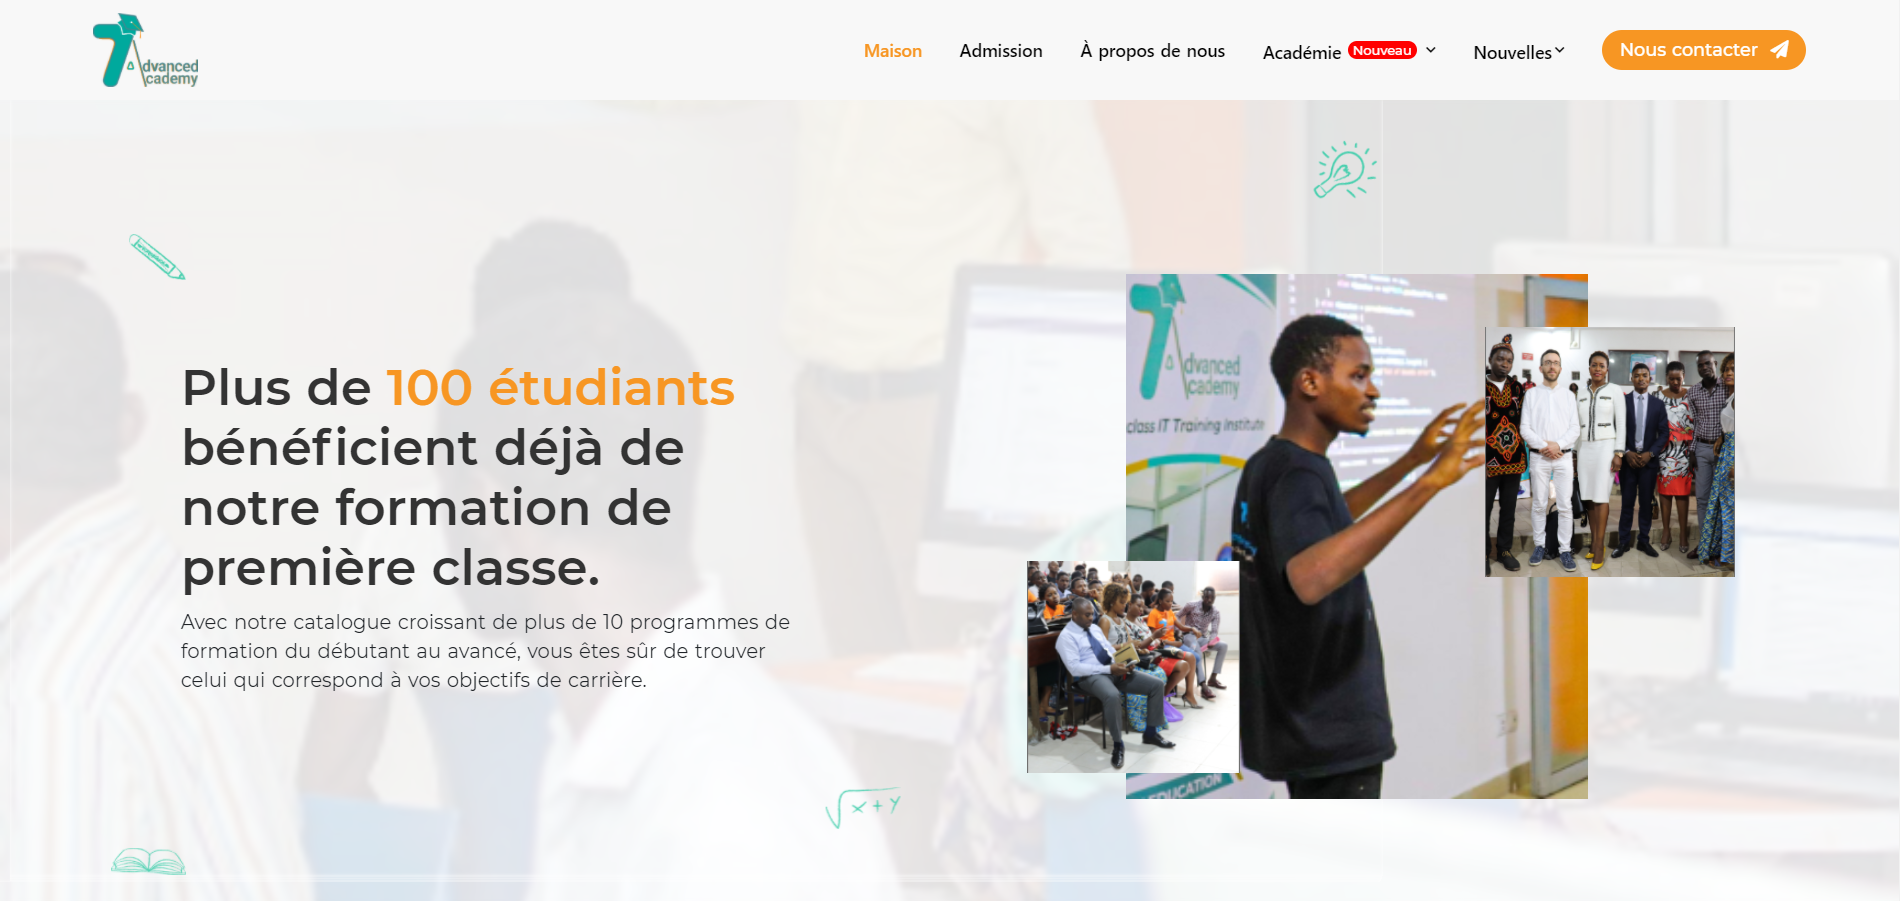 Advanced
Academy
Maison
Admission
À propos de nous
Académie Nouveau
Nouvelles
Nous contacter
Plus de 100 étudiants
bénéficient déjà de
notre formation de
première classe.
Avec notre catalogue croissant de plus de 10 programmes de
formation du débutant au avancé, vous êtes sûr de trouver
celui qui correspond à vos objectifs de carrière.
Advanced
Academy
class IT Training Institute
EDUCATION
x + y